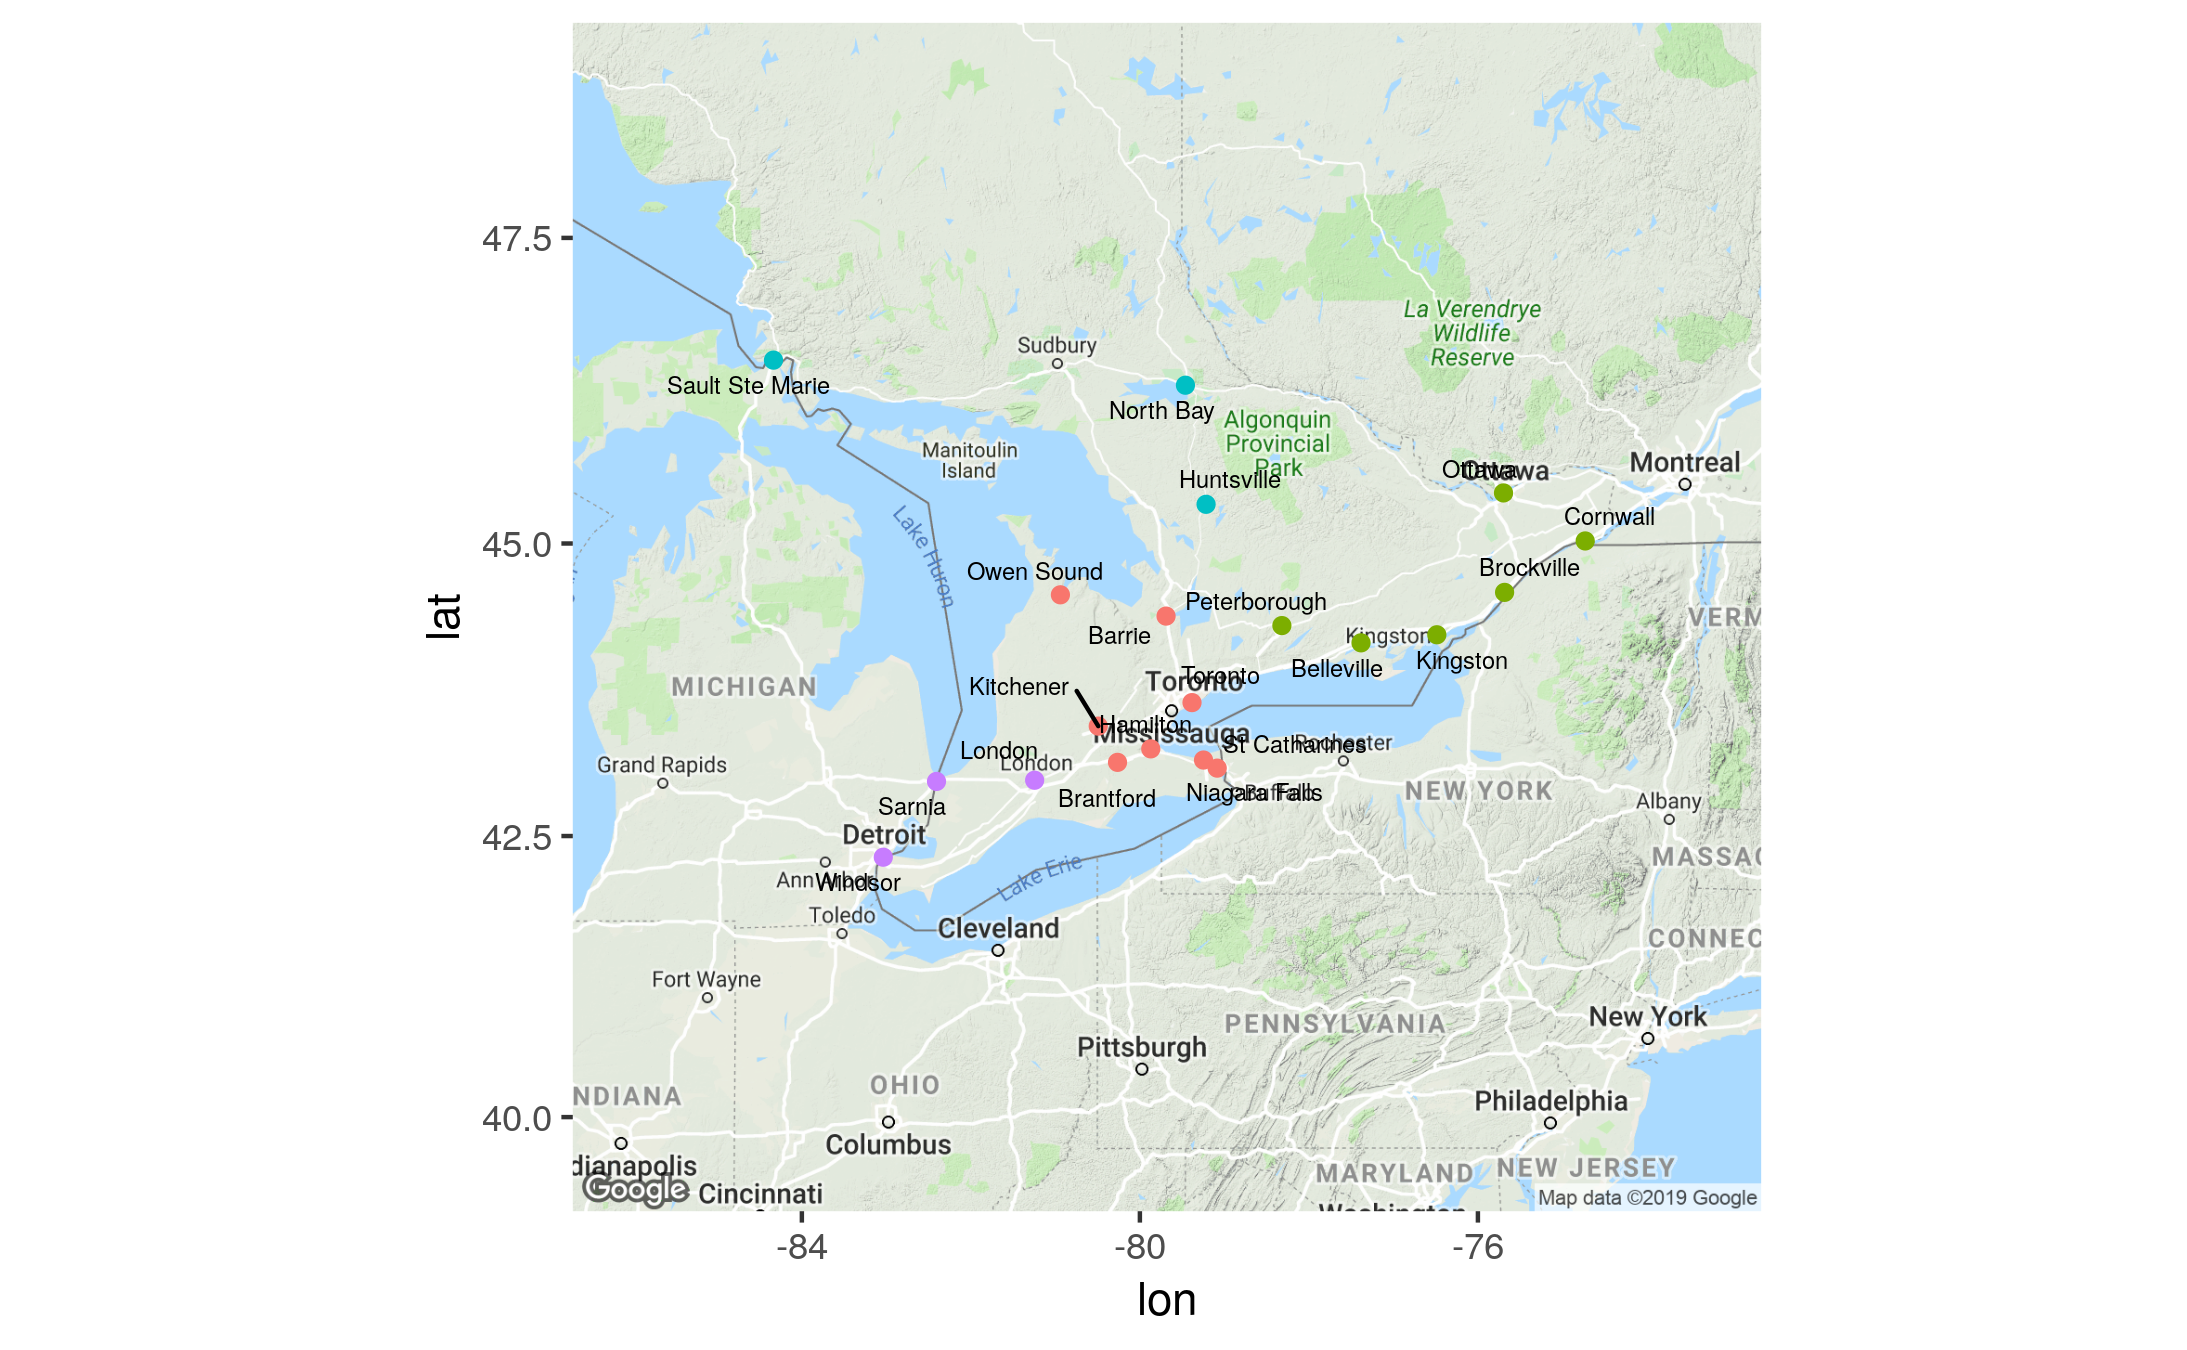 47.5
La Verendrye
Wildlife
Reserve
Sudbury
Sault Ste Marie
North Bay
Algonquin
Provincial
Park
Manitoulin
Island
Ottawa
Ottawa
Montreal
Huntsville
Cornwall
45.0
Lake Huron
Owen Sound
Brockville
Peterborough
VERM
lat
Barrie
Kingston
Kingston
Belleville
Toronto
Toronto
MICHIGAN
Kitchener
Hamilton
Mississauga
St Catharines
Rochester
London
London
Grand Rapids
Brantford
Niagara Falls
Buffalo
NEW YORK
Albany
Sarnia
42.5
Detroit
MASSAC
Lake Erie
Ann Arbor
Windsor
Toledo
Cleveland
CONNEC
Fort Wayne
New York
PENNSYLVANIA
Pittsburgh
OHIO
NDIANA
Philadelphia
40.0
Columbus
dianapolis
MARYLAND
NEW JERSEY
Google
Cincinnati
Map data ©2019 Google
Washington
-84
-80
-76
lon